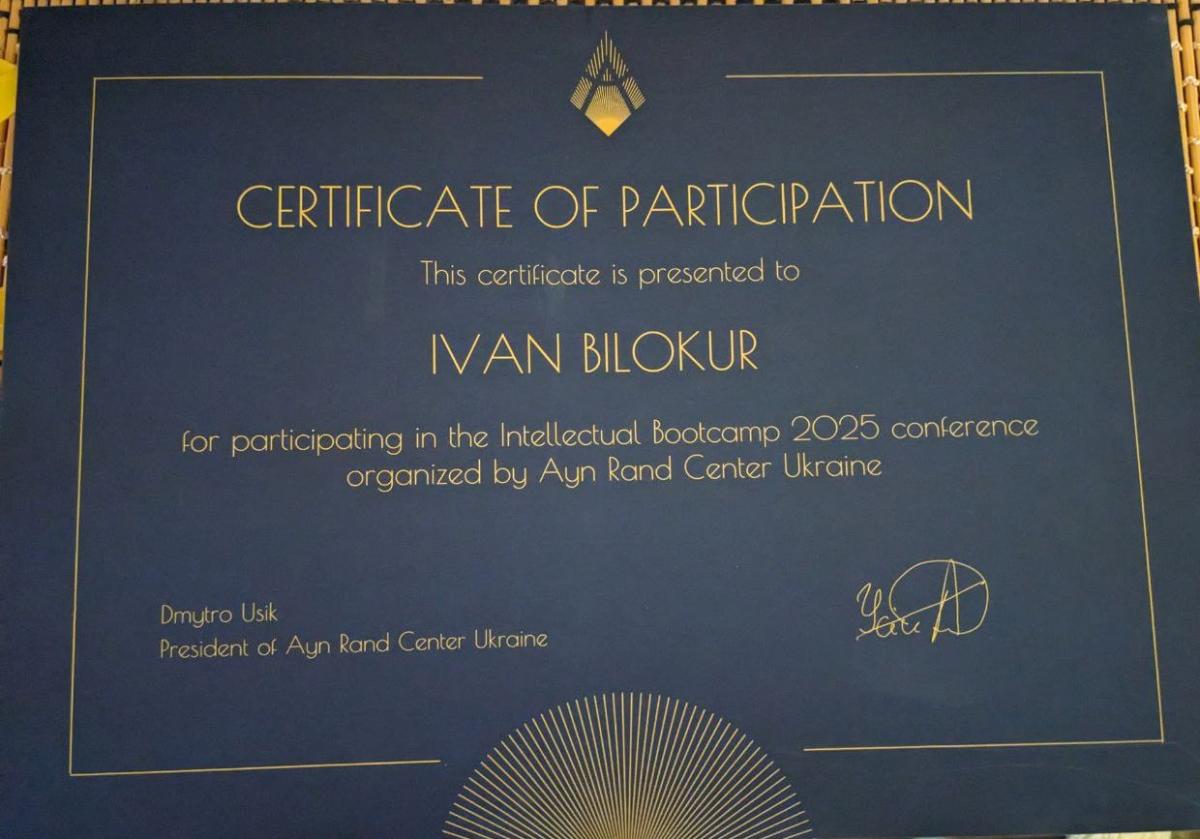 CERTIFICATE OF PARTICIPATION
This certificate is presented to
IVAN BILOKUR
for participating in the Intellectual Bootcamp 2025 conference
organized by Ayn Rand Center Ukraine
Dmytro Usik
President of Ayn Rand Center Ukraine